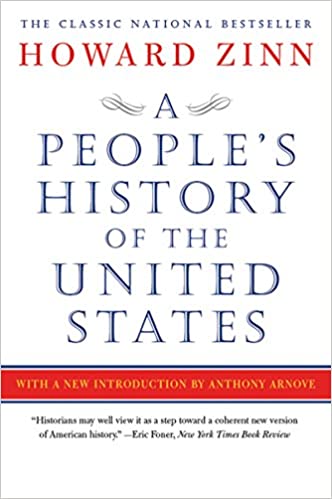 THE CLASSIC NATIONAL BESTSELLER
HOWARD ZINN
A
PEOPLE'S
HISTORY
OF THE
UNITED
STATES
WITH A NEW INTRODUCTION BY ANTHONY ARNOVE
“Historians may well view it as a step toward a coherent new version
of American history.” —Eric Foner, New York Times Book Review